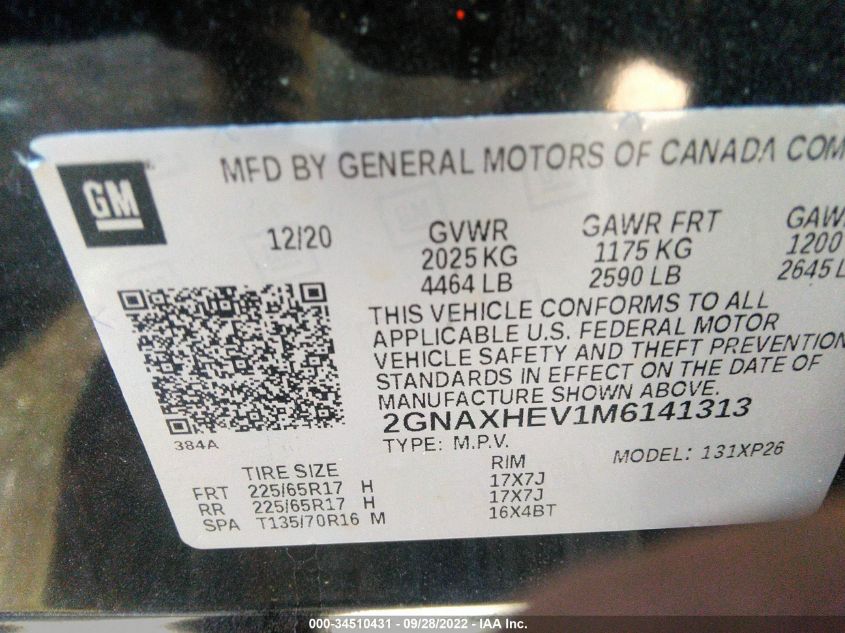 MFD BY GENERAL MOTORS OF CANADA COM
GM
12/20
GVWR GAWR FRT GAW
2025 KG 1175 KG 1200
4464 LB 2590 LB 2645 L
THIS VEHICLE CONFORMS TO ALL
APPLICABLE U.S. FEDERAL MOTOR
VEHICLE SAFETY AND THEFT PREVENTION
STANDARDS IN EFFECT ON THE DATE OF
MANUFACTURE SHOWN ABOVE.
2GNAXHEV1M6141313
384A
TYPE: M.P.V. MODEL: 131XP26
TIRE SIZE RIM
FRT 225/65R17 H 17X7J
RR 225/65R17 H 17X7J
SPA T135/70R16 M 16X4BT
000-34510431 - 09/28/2022 - IAA Inc.